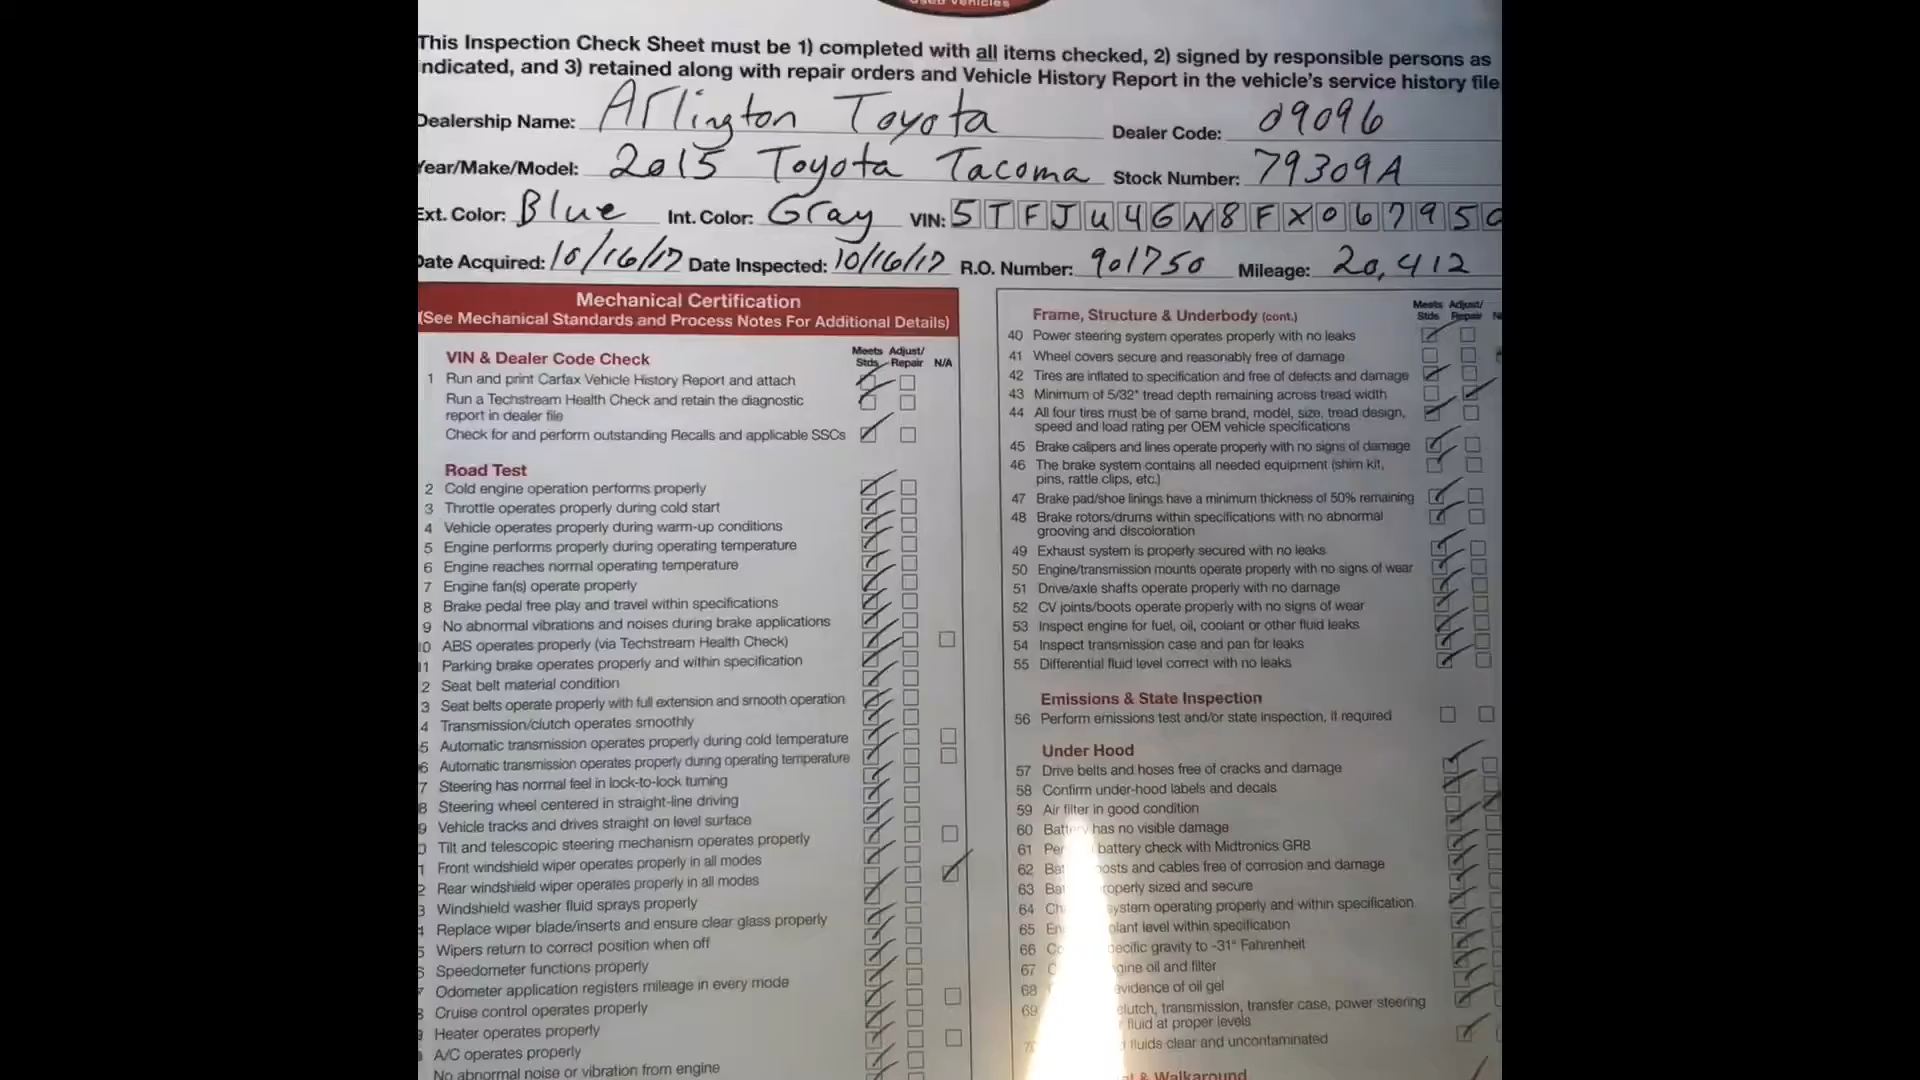 Used Vehicles
This Inspection Check Sheet must be 1) completed with all items checked, 2) signed by responsible persons as
ndicated, and 3) retained along with repair orders and Vehicle History Report in the vehicle's service history file
Dealership Name: Arlington Toyota Dealer Code: 09096
Year/Make/Model: 2015 Toyota Tacoma Stock Number: 79309A
Ext. Color: Blue Int. Color: Gray VIN: 5TFJU4GN8FX067950
Date Acquired: 10/16/17 Date Inspected: 10/16/17 R.O. Number: 901750 Mileage: 20,412
Mechanical Certification
(See Mechanical Standards and Process Notes For Additional Details)
Meets Adjust/
Stds Repair N/A
VIN & Dealer Code Check
1 Run and print Carfax Vehicle History Report and attach
Run a Techstream Health Check and retain the diagnostic
report in dealer file
Check for and perform outstanding Recalls and applicable SSCs
Road Test
2 Cold engine operation performs properly
3 Throttle operates properly during cold start
4 Vehicle operates properly during warm-up conditions
5 Engine performs properly during operating temperature
6 Engine reaches normal operating temperature
7 Engine fan(s) operate properly
8 Brake pedal free play and travel within specifications
9 No abnormal vibrations and noises during brake applications
0 ABS operates properly (via Techstream Health Check)
1 Parking brake operates properly and within specification
2 Seat belt material condition
3 Seat belts operate properly with full extension and smooth operation
4 Transmission/clutch operates smoothly
5 Automatic transmission operates properly during cold temperature
6 Automatic transmission operates properly during operating temperature
7 Steering has normal feel in lock-to-lock turning
8 Steering wheel centered in straight-line driving
9 Vehicle tracks and drives straight on level surface
0 Tilt and telescopic steering mechanism operates properly
1 Front windshield wiper operates properly in all modes
2 Rear windshield wiper operates properly in all modes
3 Windshield washer fluid sprays properly
4 Replace wiper blade/inserts and ensure clear glass properly
5 Wipers return to correct position when off
6 Speedometer functions properly
7 Odometer application registers mileage in every mode
8 Cruise control operates properly
9 Heater operates properly
A/C operates properly
No abnormal noise or vibration from engine
Meets Adjust/
Stds Repair N
Frame, Structure & Underbody (cont.)
40 Power steering system operates properly with no leaks
41 Wheel covers secure and reasonably free of damage
42 Tires are inflated to specification and free of defects and damage
43 Minimum of 5/32" tread depth remaining across tread width
44 All four tires must be of same brand, model, size, tread design,
speed and load rating per OEM vehicle specifications
45 Brake calipers and lines operate properly with no signs of damage
46 The brake system contains all needed equipment (shim kit,
pins, rattle clips, etc.)
47 Brake pad/shoe linings have a minimum thickness of 50% remaining
48 Brake rotors/drums within specifications with no abnormal
grooving and discoloration
49 Exhaust system is properly secured with no leaks
50 Engine/transmission mounts operate properly with no signs of wear
51 Drive/axle shafts operate properly with no damage
52 CV joints/boots operate properly with no signs of wear
53 Inspect engine for fuel, oil, coolant or other fluid leaks
54 Inspect transmission case and pan for leaks
55 Differential fluid level correct with no leaks
Emissions & State Inspection
56 Perform emissions test and/or state inspection, if required
Under Hood
57 Drive belts and hoses free of cracks and damage
58 Confirm under-hood labels and decals
59 Air filter in good condition
60 Battery has no visible damage
61 battery check with Midtronics GR8
62 posts and cables free of corrosion and damage
63 properly sized and secure
64 system operating properly and within specification
65 level within specification
66 specific gravity to -31° Fahrenheit
67 engine oil and filter
68 evidence of oil gel
69 clutch, transmission, transfer case, power steering
fluid at proper levels
70 fluids clear and uncontaminated
& Walkaround